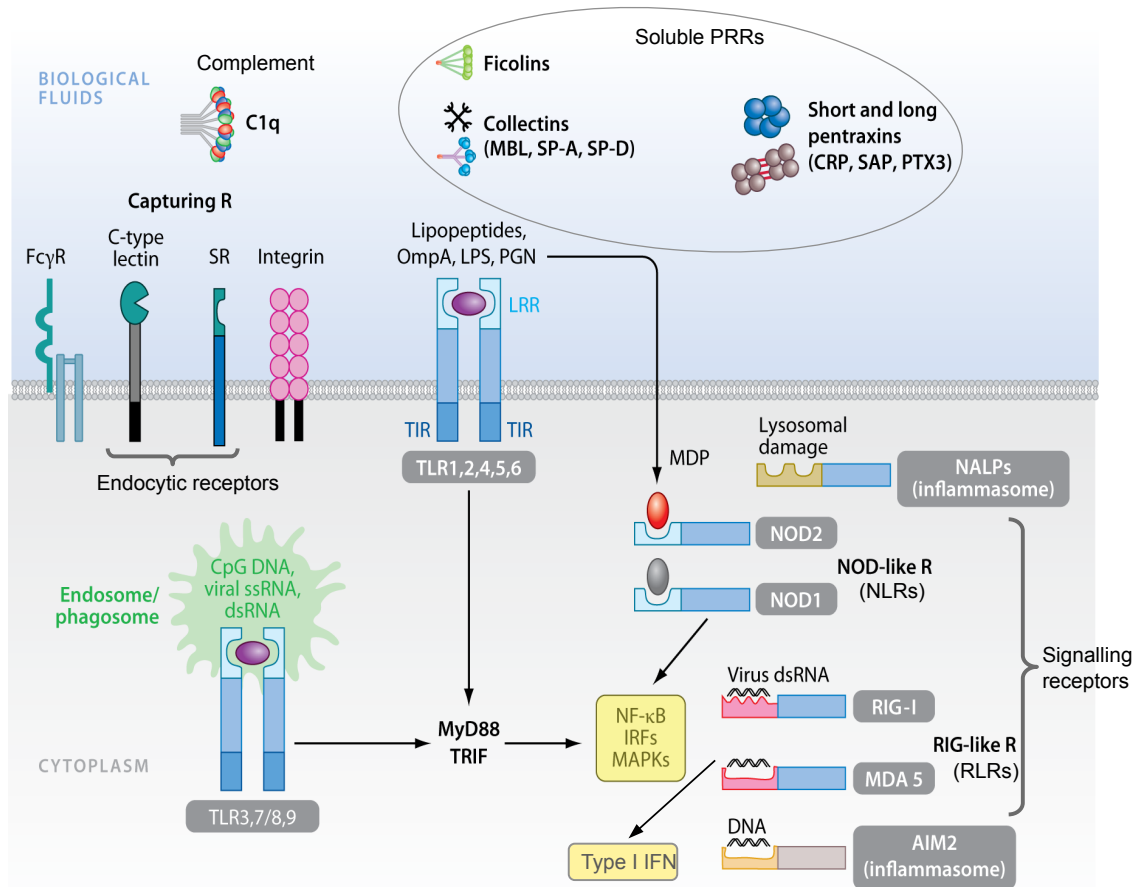 Soluble PRRs
BIOLOGICAL
FLUIDS
Complement
C1q
Ficolins
Collectins
(MBL, SP-A, SP-D)
Short and long
pentraxins
(CRP, SAP, PTX3)
Capturing R
FcγR
C-type
lectin
SR
Integrin
Lipopeptides,
OmpA, LPS, PGN
LRR
TIR
TIR
TLR1,2,4,5,6
Endocytic receptors
MDP
Lysosomal
damage
NALPs
(inflammasome)
NOD2
NOD-like R
(NLRs)
NOD1
Endosome/
phagosome
CpG DNA,
viral ssRNA,
dsRNA
Signalling
receptors
Virus dsRNA
RIG-I
RIG-like R
(RLRs)
MDA 5
MyD88
TRIF
NF-κB
IRFs
MAPKs
CYTOPLASM
TLR3,7/8,9
Type I IFN
DNA
AIM2
(inflammasome)